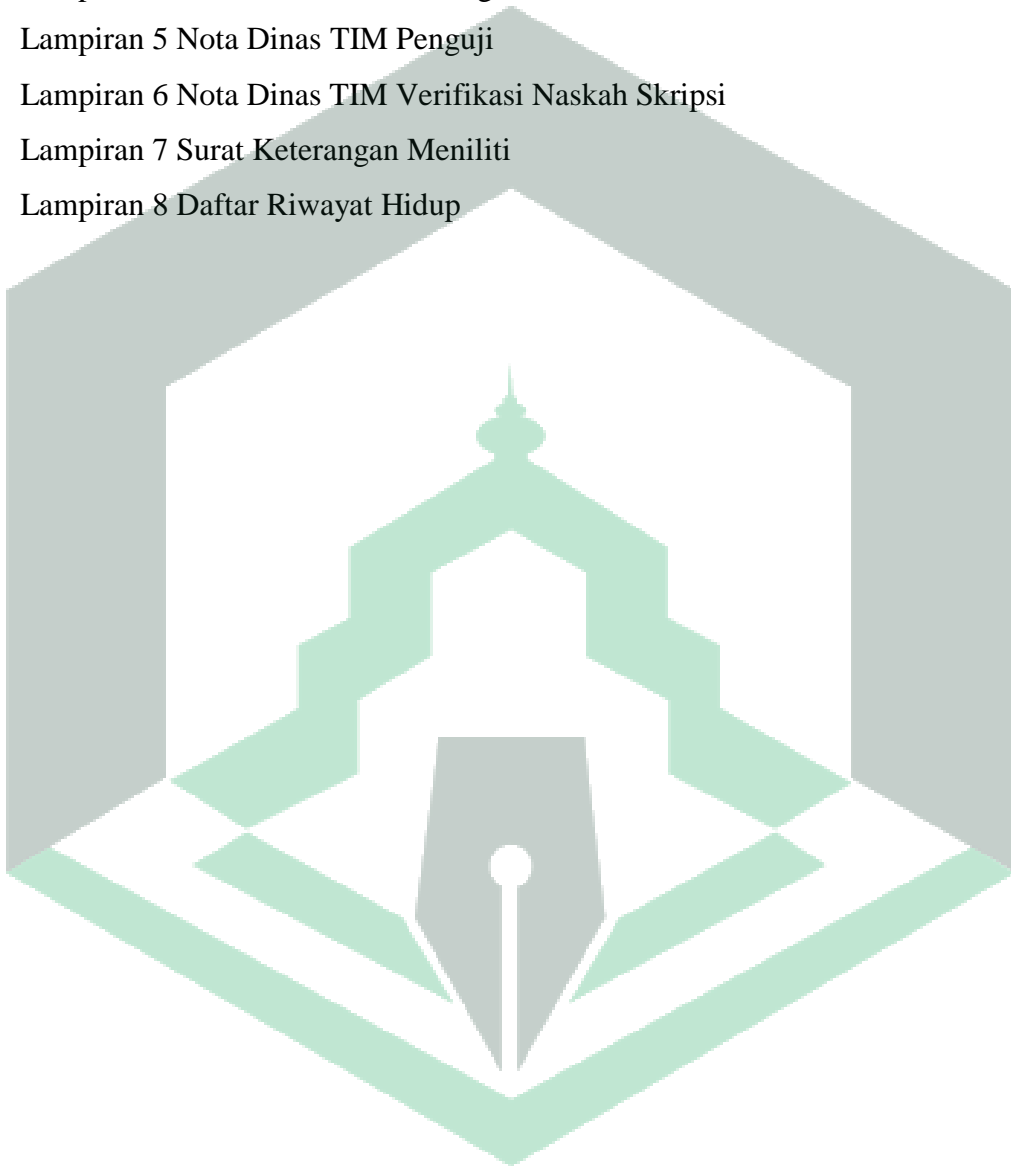 Lampiran 5 Nota Dinas TIM Penguji
Lampiran 6 Nota Dinas TIM Verifikasi Naskah Skripsi
Lampiran 7 Surat Keterangan Meniliti
Lampiran 8 Daftar Riwayat Hidup